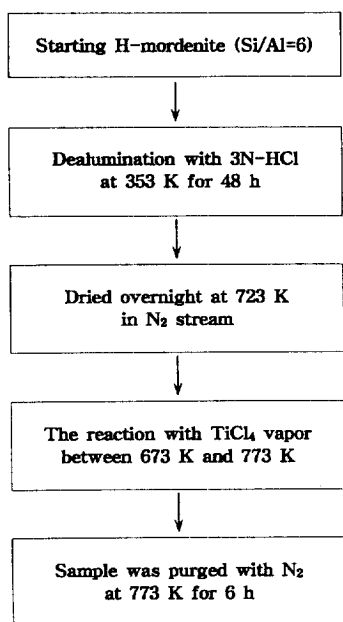 Starting H-mordenite (Si/Al=6)
Dealumination with 3N-HCl
at 353 K for 48 h
Dried overnight at 723 K
in N₂ stream
The reaction with TiCl₄ vapor
between 673 K and 773 K
Sample was purged with N₂
at 773 K for 6 h